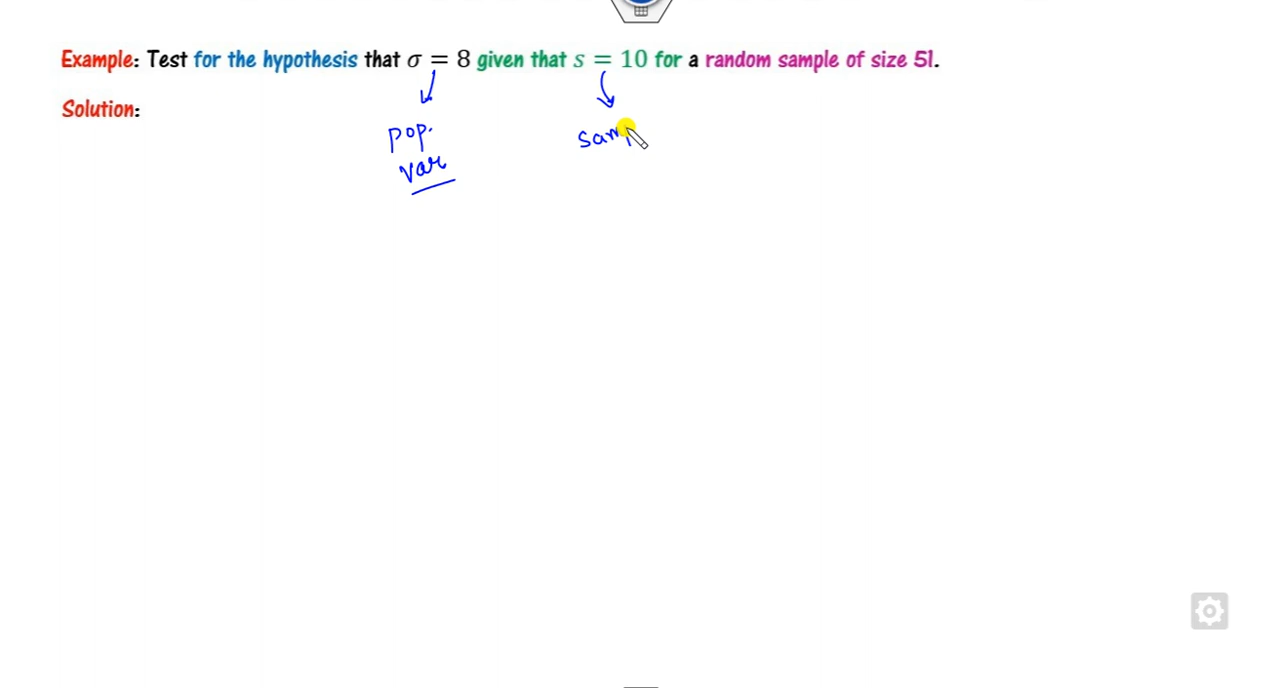 Example: Test for the hypothesis that σ = 8 given that s = 10 for a random sample of size 51.
Solution:
pop. sam
var